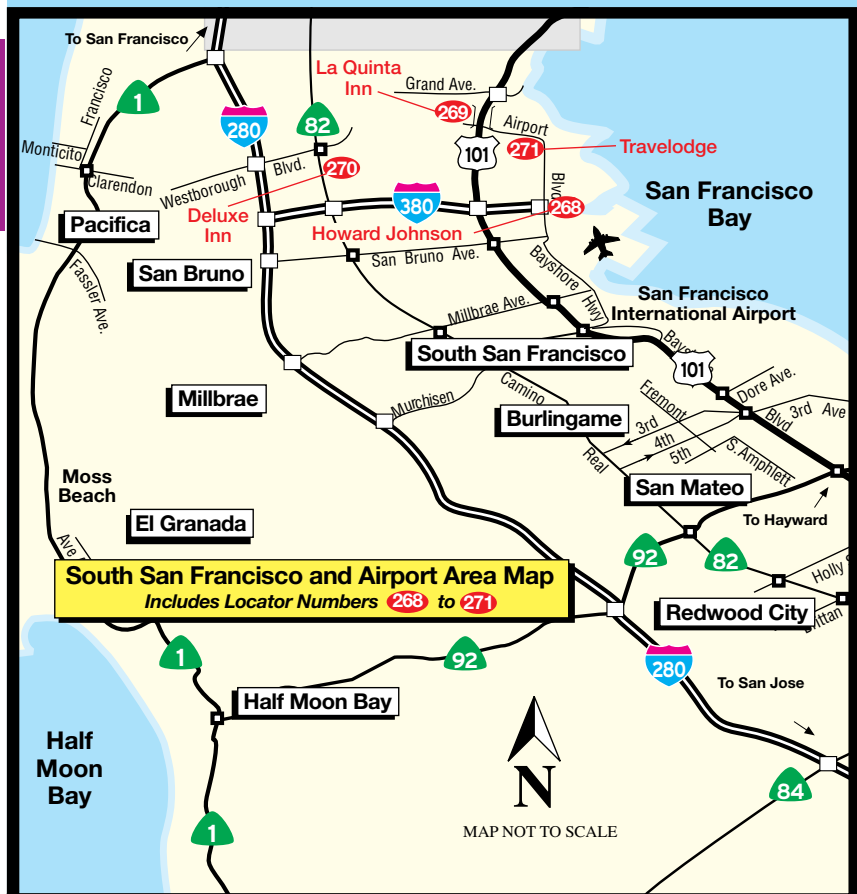 To San Francisco
La Quinta
Inn
Grand Ave.
Francisco
1
280
82
269
Airport
101
271
Travelodge
Monticito
Clarendon
Westborough
Blvd.
270
Blvd
San Francisco
Bay
Deluxe
Inn
380
268
Pacifica
Howard Johnson
San Bruno Ave.
San Bruno
Fassler Ave.
Bayshore
Hwy
Millbrae Ave.
San Francisco
International Airport
South San Francisco
101
Dore Ave.
Millbrae
Murchisen
Camino
Real
Burlingame
Fremont
3rd
4th
5th
3rd Ave
Blvd
S. Amphlett
Moss
Beach
San Mateo
To Hayward
El Granada
Ave.
92
82
Holly
South San Francisco and Airport Area Map
Includes Locator Numbers 268 to 271
Redwood City
1
92
280
To San Jose
Half Moon Bay
Half
Moon
Bay
N
84
MAP NOT TO SCALE
1